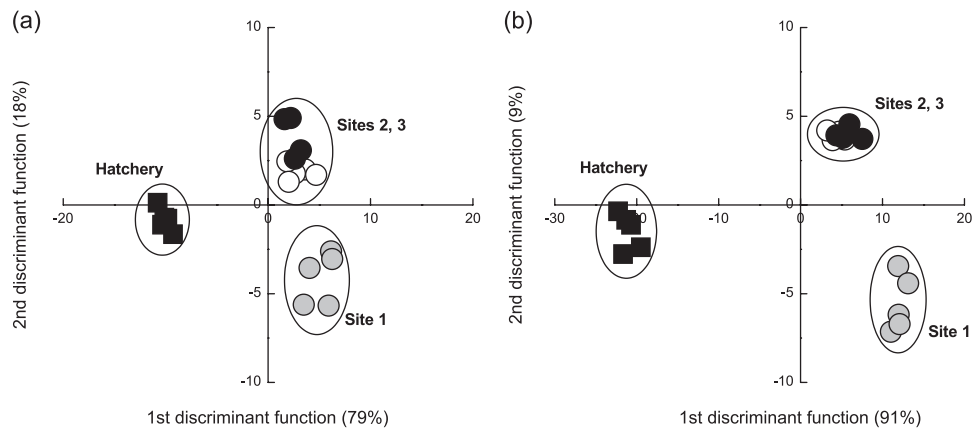 (a)
2nd discriminant function (18%)
10
5
0
-5
-10
-20
0
10
20
Hatchery
Sites 2, 3
Site 1
1st discriminant function (79%)
(b)
2nd discriminant function (9%)
10
5
0
-5
-10
-30
-10
0
10
20
Hatchery
Sites 2, 3
Site 1
1st discriminant function (91%)